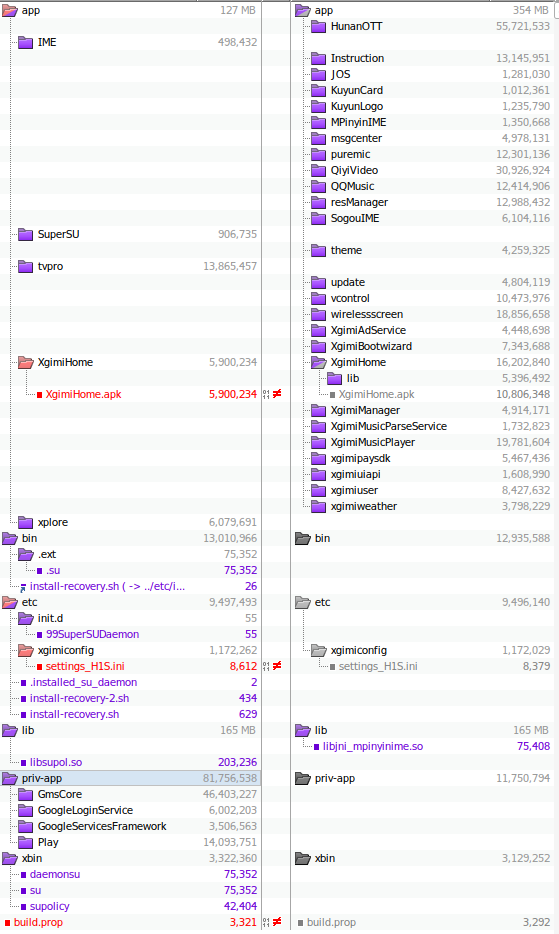 app 127 MB app 354 MB
HunanOTT 55,721,533
IME 498,432
Instruction 13,145,951
JOS 1,281,030
KuyunCard 1,012,361
KuyunLogo 1,235,790
MPinyinIME 1,350,668
msgcenter 4,978,131
puremic 12,301,136
QiyiVideo 30,926,924
QQMusic 12,414,906
resManager 12,988,432
SogouIME 6,104,116
SuperSU 906,735
theme 4,259,325
tvpro 13,865,457
update 4,804,119
vcontrol 10,473,976
wirelessscreen 18,856,658
XgimiAdService 4,448,698
XgimiBootwizard 7,343,688
XgimiHome 5,900,234 XgimiHome 16,202,840
lib 5,396,492
XgimiHome.apk 5,900,234 ≠ XgimiHome.apk 10,806,348
XgimiManager 4,914,171
XgimiMusicParseService 1,732,823
XgimiMusicPlayer 19,781,604
xgimipaysdk 5,467,436
xgimiuiapi 1,608,990
xgimiuser 8,427,632
xgimiweather 3,798,229
xplore 6,079,691
bin 13,010,966 bin 12,935,588
.ext 75,352
.su 75,352
install-recovery.sh ( -> ../etc/i... 26
etc 9,497,493 etc 9,496,140
init.d 55
99SuperSUDaemon 55
xgimiconfig 1,172,262 xgimiconfig 1,172,029
settings_H1S.ini 8,612 ≠ settings_H1S.ini 8,379
.installed_su_daemon 2
install-recovery-2.sh 434
install-recovery.sh 629
lib 165 MB lib 165 MB
libjni_mpinyinime.so 75,408
libsupol.so 203,236
priv-app 81,756,538 priv-app 11,750,794
GmsCore 46,403,227
GoogleLoginService 6,002,203
GoogleServicesFramework 3,506,563
Play 14,093,751
xbin 3,322,360 xbin 3,129,252
daemonsu 75,352
su 75,352
supolicy 42,404
build.prop 3,321 ≠ build.prop 3,292